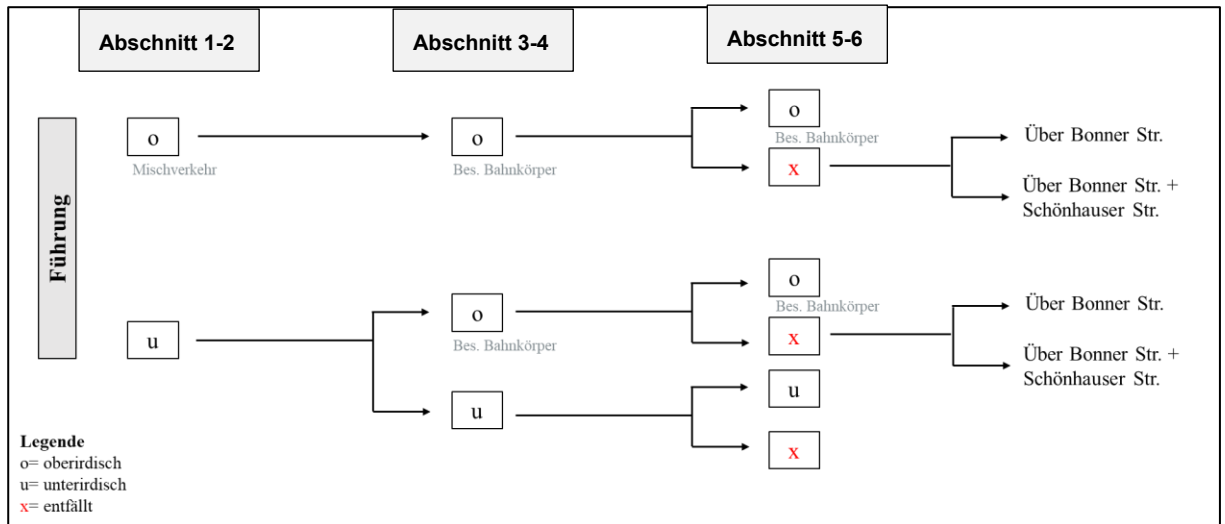 Abschnitt 1-2
Abschnitt 3-4
Abschnitt 5-6
Führung
o
Mischverkehr
o
Bes. Bahnkörper
o
Bes. Bahnkörper
x
Über Bonner Str.
Über Bonner Str. +
Schönhauser Str.
u
o
Bes. Bahnkörper
o
Bes. Bahnkörper
x
Über Bonner Str.
Über Bonner Str. +
Schönhauser Str.
u
u
x
Legende
o= oberirdisch
u= unterirdisch
x= entfällt